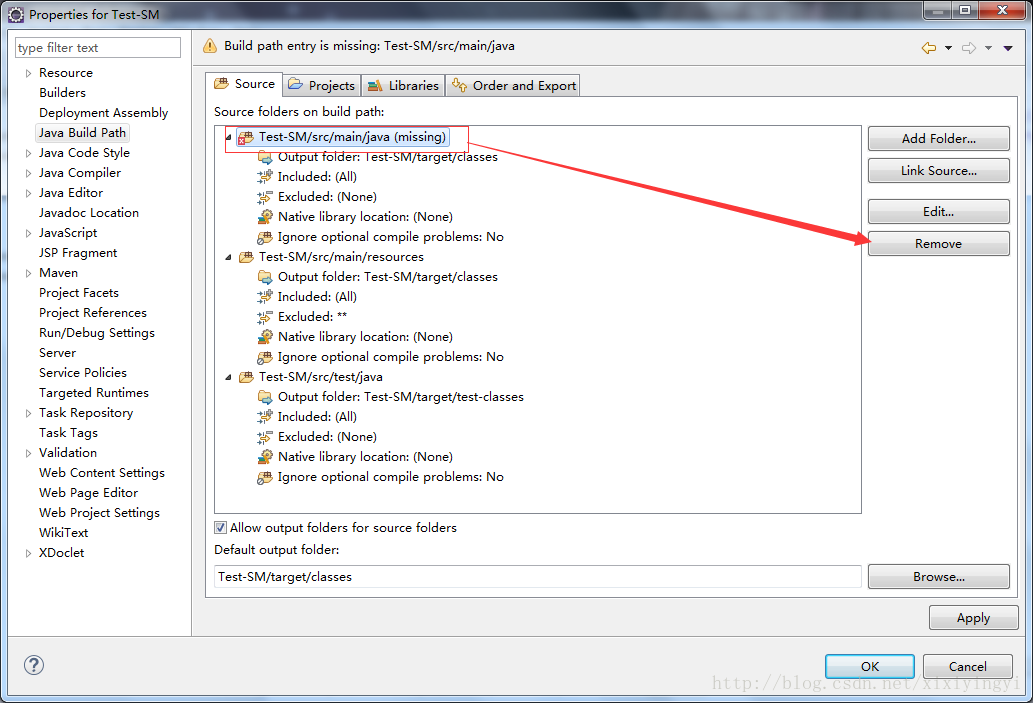 Properties for Test-SM
type filter text
Resource
Builders
Deployment Assembly
Java Build Path
Java Code Style
Java Compiler
Java Editor
Javadoc Location
JavaScript
JSP Fragment
Maven
Project Facets
Project References
Run/Debug Settings
Server
Service Policies
Targeted Runtimes
Task Repository
Task Tags
Validation
Web Content Settings
Web Page Editor
Web Project Settings
WikiText
XDoclet
Build path entry is missing: Test-SM/src/main/java
Source Projects Libraries Order and Export
Source folders on build path:
Test-SM/src/main/java (missing)
Output folder: Test-SM/target/classes
Included: (All)
Excluded: (None)
Native library location: (None)
Ignore optional compile problems: No
Test-SM/src/main/resources
Output folder: Test-SM/target/classes
Included: (All)
Excluded: **
Native library location: (None)
Ignore optional compile problems: No
Test-SM/src/test/java
Output folder: Test-SM/target/test-classes
Included: (All)
Excluded: (None)
Native library location: (None)
Ignore optional compile problems: No
Add Folder...
Link Source...
Edit...
Remove
Allow output folders for source folders
Default output folder:
Test-SM/target/classes
Browse...
Apply
OK
Cancel
http://blog.csdn.net/xixiyingyi